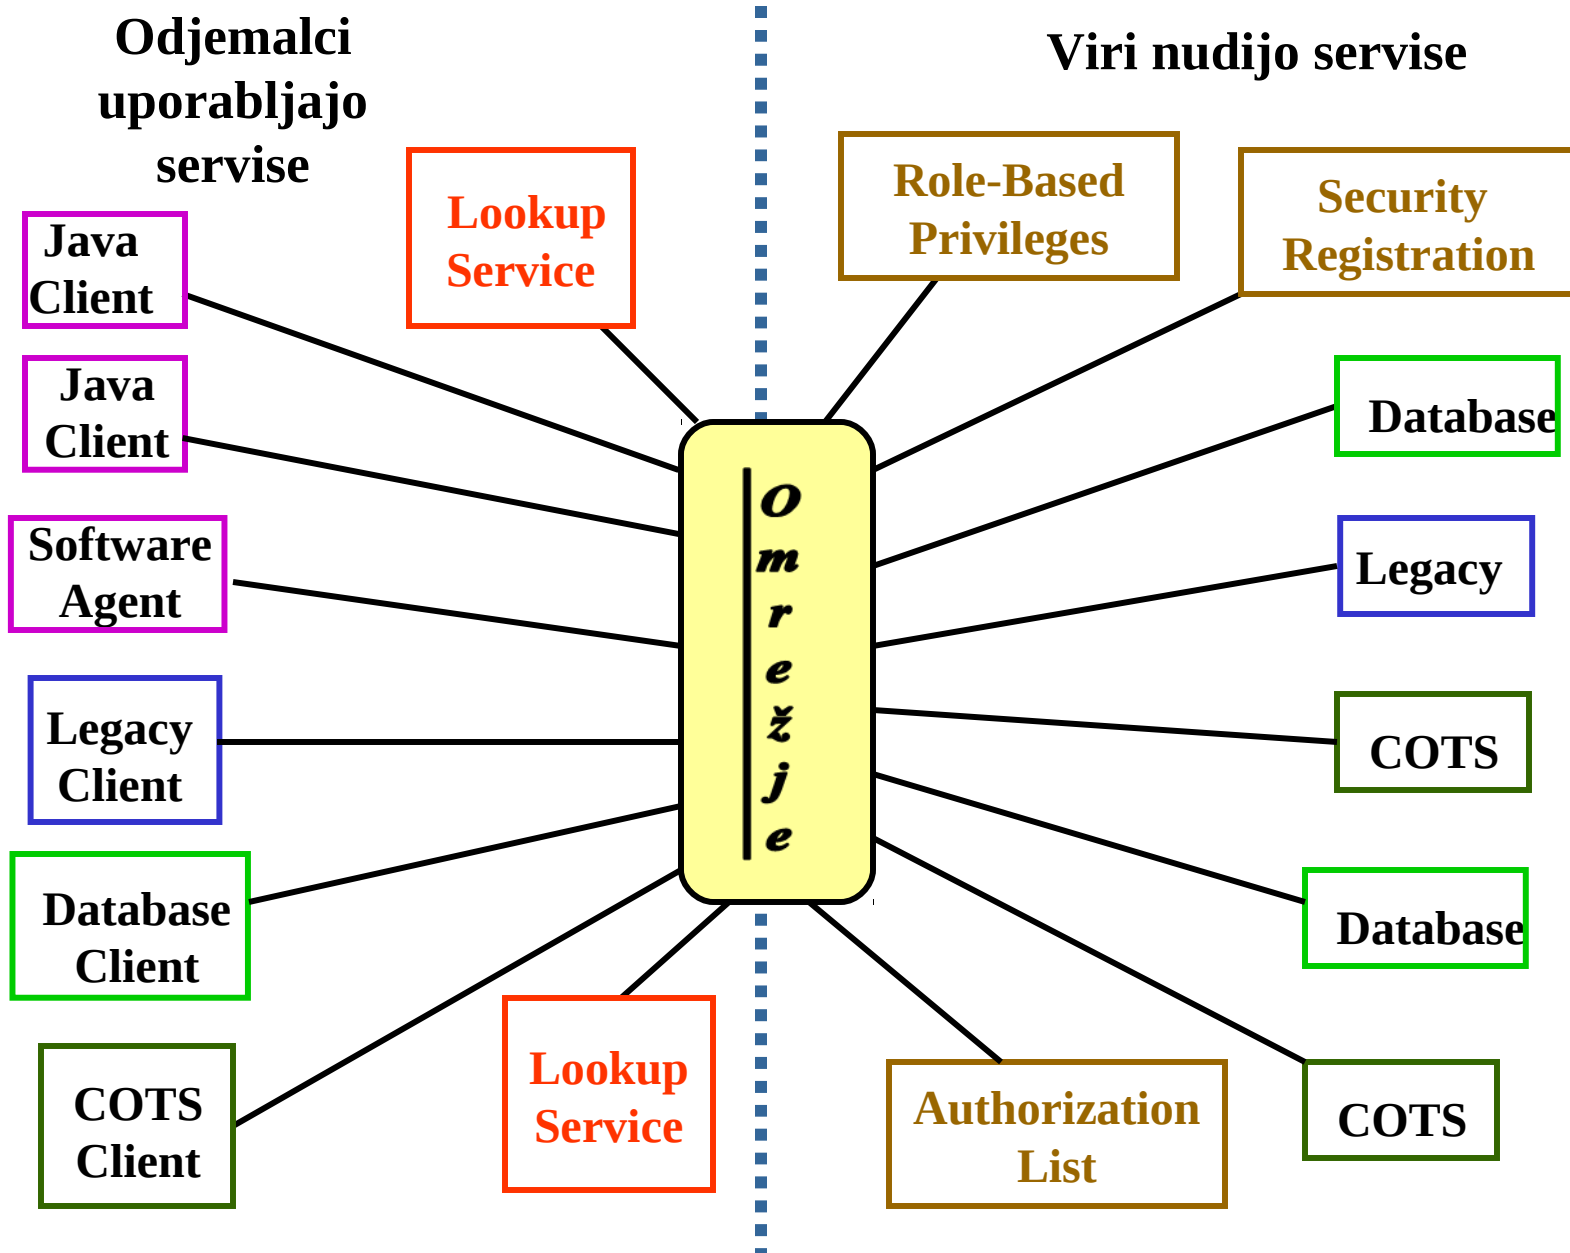 Odjemalci
uporabljajo
servise
Viri nudijo servise
Lookup
Service
Role-Based
Privileges
Security
Registration
Java
Client
Java
Client
Software
Agent
Legacy
Client
Database
Client
COTS
Client
Lookup
Service
O
m
r
e
ž
j
e
Database
Legacy
COTS
Database
COTS
Authorization
List